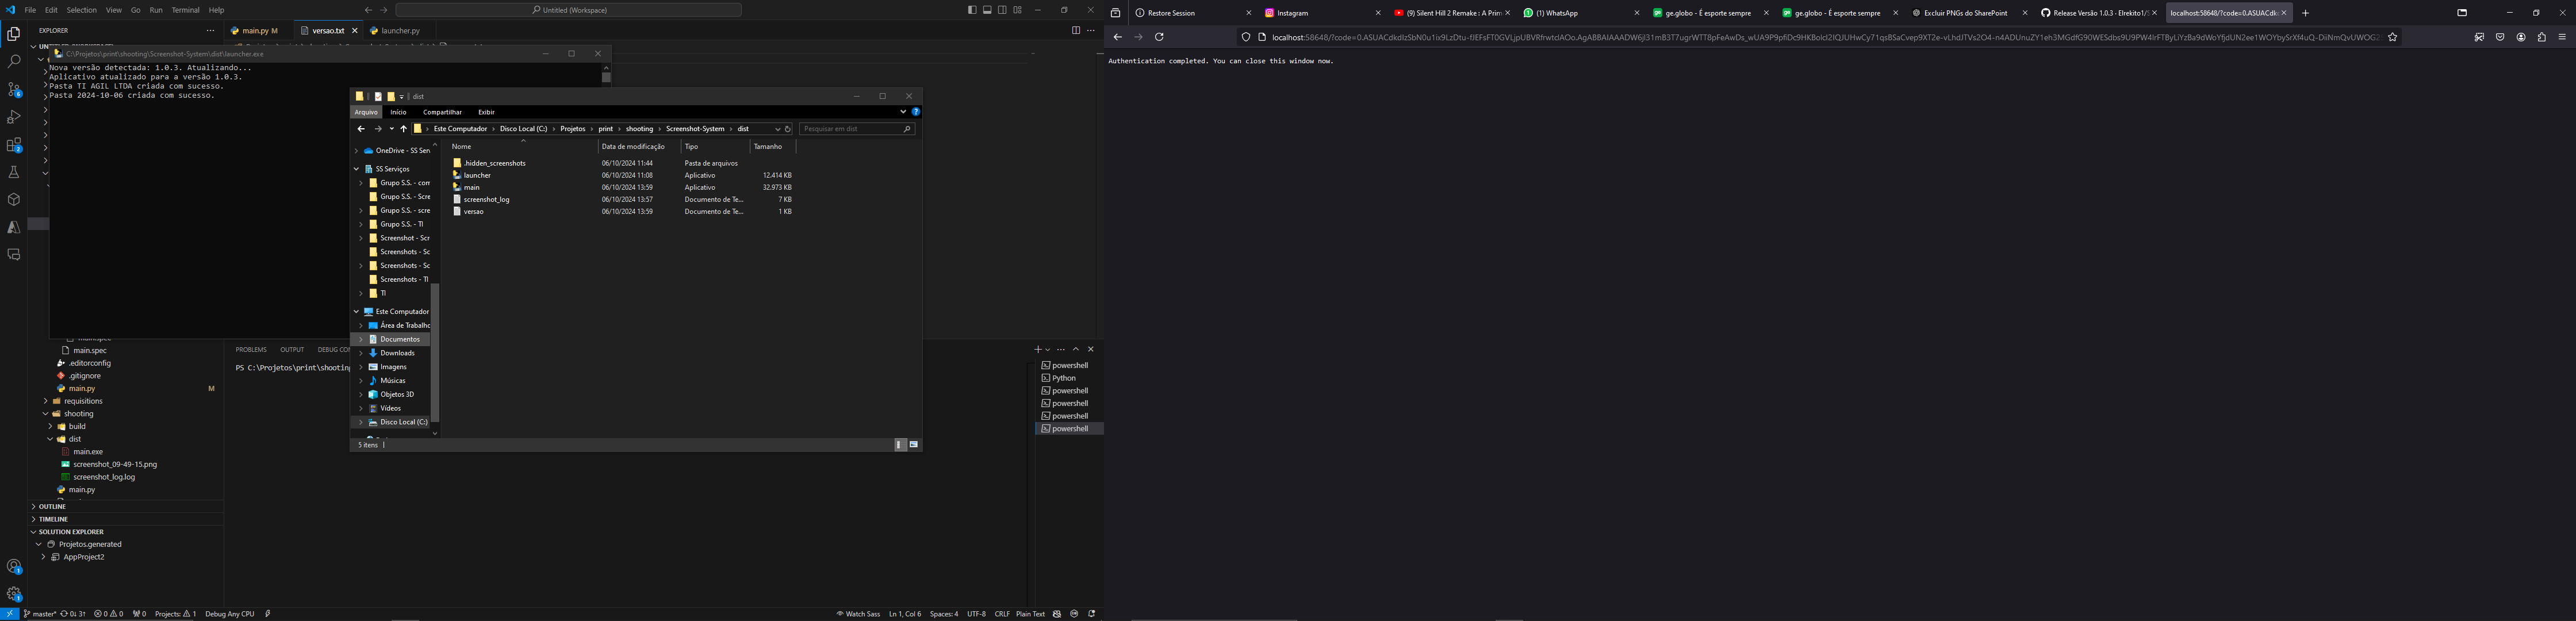 File Edit Selection View Go Run Terminal Help
Untitled (Workspace)
EXPLORER
main.py M
versao.txt
launcher.py
C:\Projetos\print\shooting\Screenshot-System\dist\launcher.exe
Nova versão detectada: 1.0.3. Atualizando...
Aplicativo atualizado para a versão 1.0.3.
Pasta TI AGIL LTDA criada com sucesso.
Pasta 2024-10-06 criada com sucesso.
dist
Arquivo Início Compartilhar Exibir
Este Computador Disco Local (C:) Projetos print shooting Screenshot-System dist
Pesquisar em dist
Nome Data de modificação Tipo Tamanho
.hidden_screenshots 06/10/2024 11:44 Pasta de arquivos
launcher 06/10/2024 11:08 Aplicativo 12.414 KB
main 06/10/2024 13:59 Aplicativo 32.973 KB
screenshot_log 06/10/2024 13:57 Documento de Te... 7 KB
versao 06/10/2024 13:59 Documento de Te... 1 KB
OneDrive - SS Ser
SS Serviços
Grupo S.S. - com
Grupo S.S. - Scre
Grupo S.S. - scre
Grupo S.S. - TI
Screenshot - Scr
Screenshots - Sc
Screenshots - Sc
Screenshots - TI
TI
Este Computador
Área de Trabalho
Documentos
Downloads
Imagens
Músicas
Objetos 3D
Vídeos
Disco Local (C:)
5 itens
main.spec
.editorconfig
.gitignore
main.py M
requisitions
shooting
build
dist
main.exe
screenshot_09-49-15.png
screenshot_log.log
main.py
OUTLINE
TIMELINE
SOLUTION EXPLORER
Projetos.generated
AppProject2
PROBLEMS OUTPUT DEBUG CON
PS C:\Projetos\print\shooting
powershell
Python
powershell
powershell
powershell
powershell
master* 0↓ 3↑ 0 0 0 Projects: 1 Debug Any CPU
Watch Sass Ln 1, Col 6 Spaces: 4 UTF-8 CRLF Plain Text
Restore Session
Instagram
(9) Silent Hill 2 Remake : A Prim
(1) WhatsApp
ge.globo - É esporte sempre
ge.globo - É esporte sempre
Excluir PNGs do SharePoint
Release Versão 1.0.3 · Elrekito1/S
localhost:58648/?code=0.ASUACdk
Authentication completed. You can close this window now.